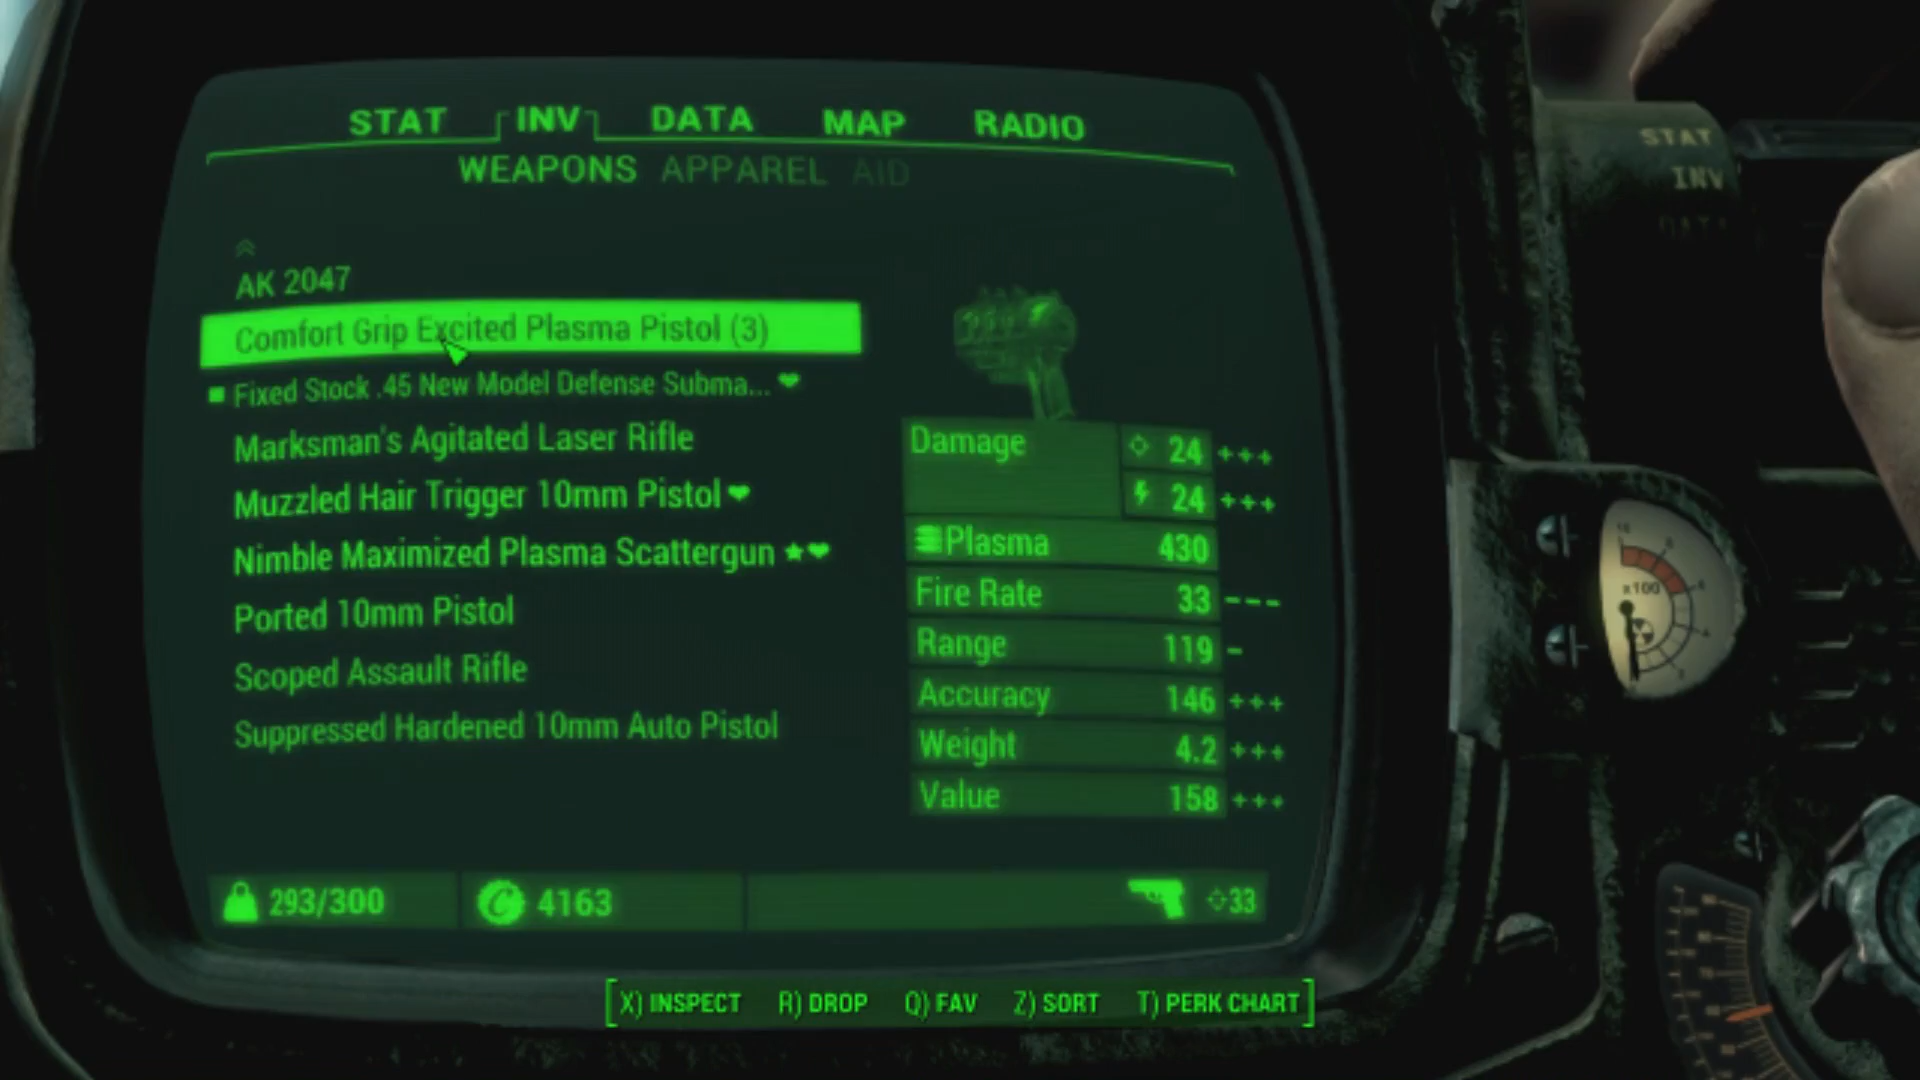 STAT INV DATA MAP RADIO
WEAPONS APPAREL AID
AK 2047
Comfort Grip Excited Plasma Pistol (3)
Fixed Stock .45 New Model Defense Subma...
Marksman's Agitated Laser Rifle
Muzzled Hair Trigger 10mm Pistol
Nimble Maximized Plasma Scattergun
Ported 10mm Pistol
Scoped Assault Rifle
Suppressed Hardened 10mm Auto Pistol
Damage 24 +++
24 +++
Plasma 430
Fire Rate 33 ---
Range 119 -
Accuracy 146 +++
Weight 4.2 +++
Value 158 +++
293/300 4163 33
X) INSPECT R) DROP Q) FAV Z) SORT T) PERK CHART
STAT
INV
DATA
x100